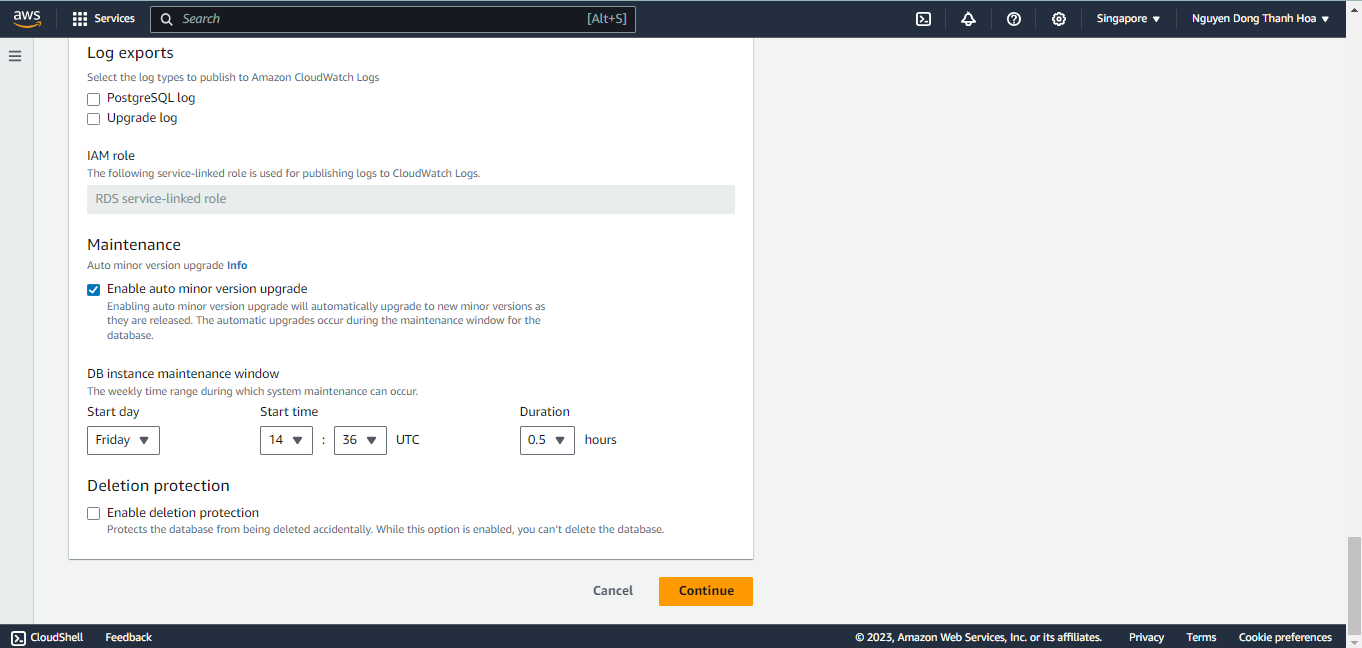 aws
Services
Search
[Alt+S]
Singapore
Nguyen Dong Thanh Hoa
Log exports
Select the log types to publish to Amazon CloudWatch Logs
PostgreSQL log
Upgrade log
IAM role
The following service-linked role is used for publishing logs to CloudWatch Logs.
RDS service-linked role
Maintenance
Auto minor version upgrade Info
Enable auto minor version upgrade
Enabling auto minor version upgrade will automatically upgrade to new minor versions as
they are released. The automatic upgrades occur during the maintenance window for the
database.
DB instance maintenance window
The weekly time range during which system maintenance can occur.
Start day Start time Duration
Friday 14 : 36 UTC 0.5 hours
Deletion protection
Enable deletion protection
Protects the database from being deleted accidentally. While this option is enabled, you can't delete the database.
Cancel Continue
CloudShell Feedback © 2023, Amazon Web Services, Inc. or its affiliates. Privacy Terms Cookie preferences